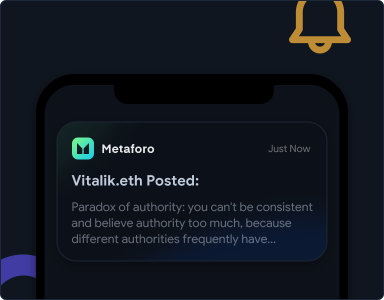 Metaforo
Just Now
Vitalik.eth Posted:
Paradox of authority: you can't be consistent
and believe authority too much, because
different authorities frequently have...